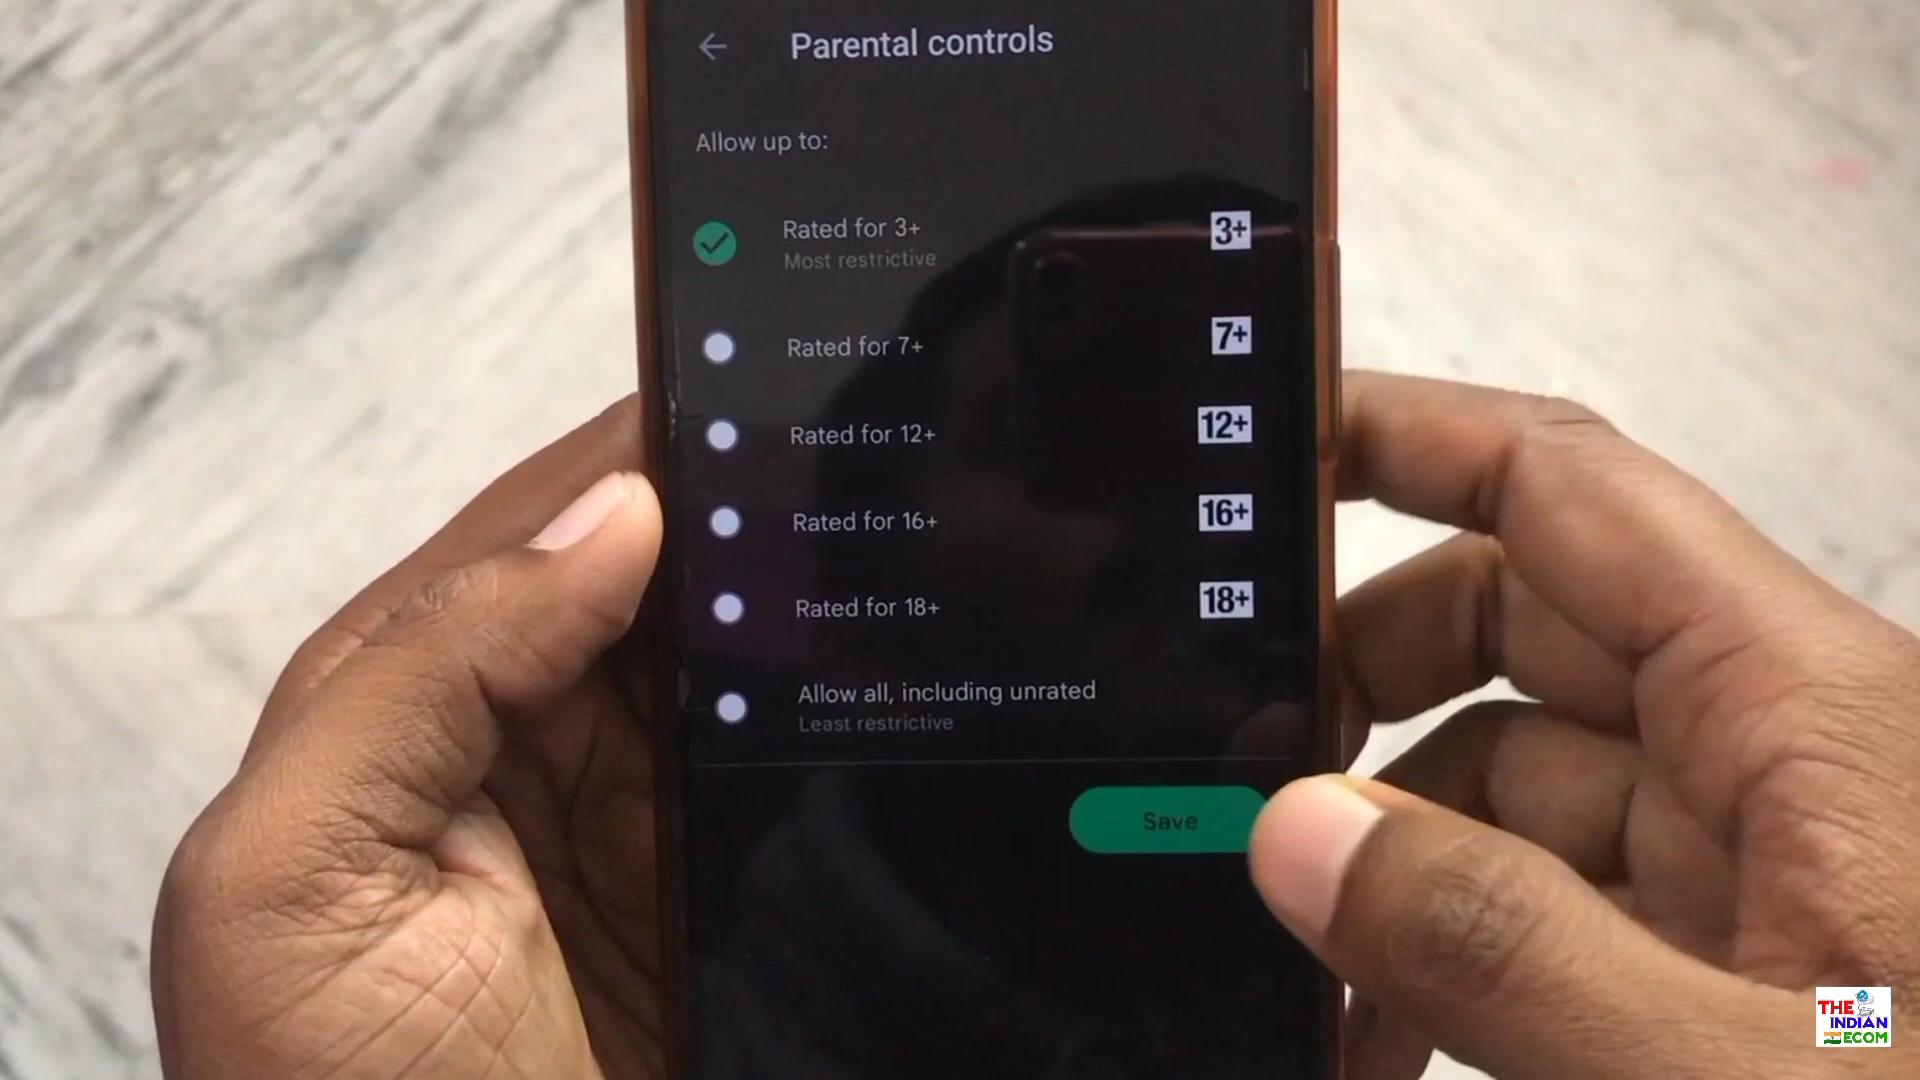 Parental controls
Allow up to:
Rated for 3+ 3+
Most restrictive
Rated for 7+ 7+
Rated for 12+ 12+
Rated for 16+ 16+
Rated for 18+ 18+
Allow all, including unrated
Least restrictive
Save
THE
INDIAN
ECOM